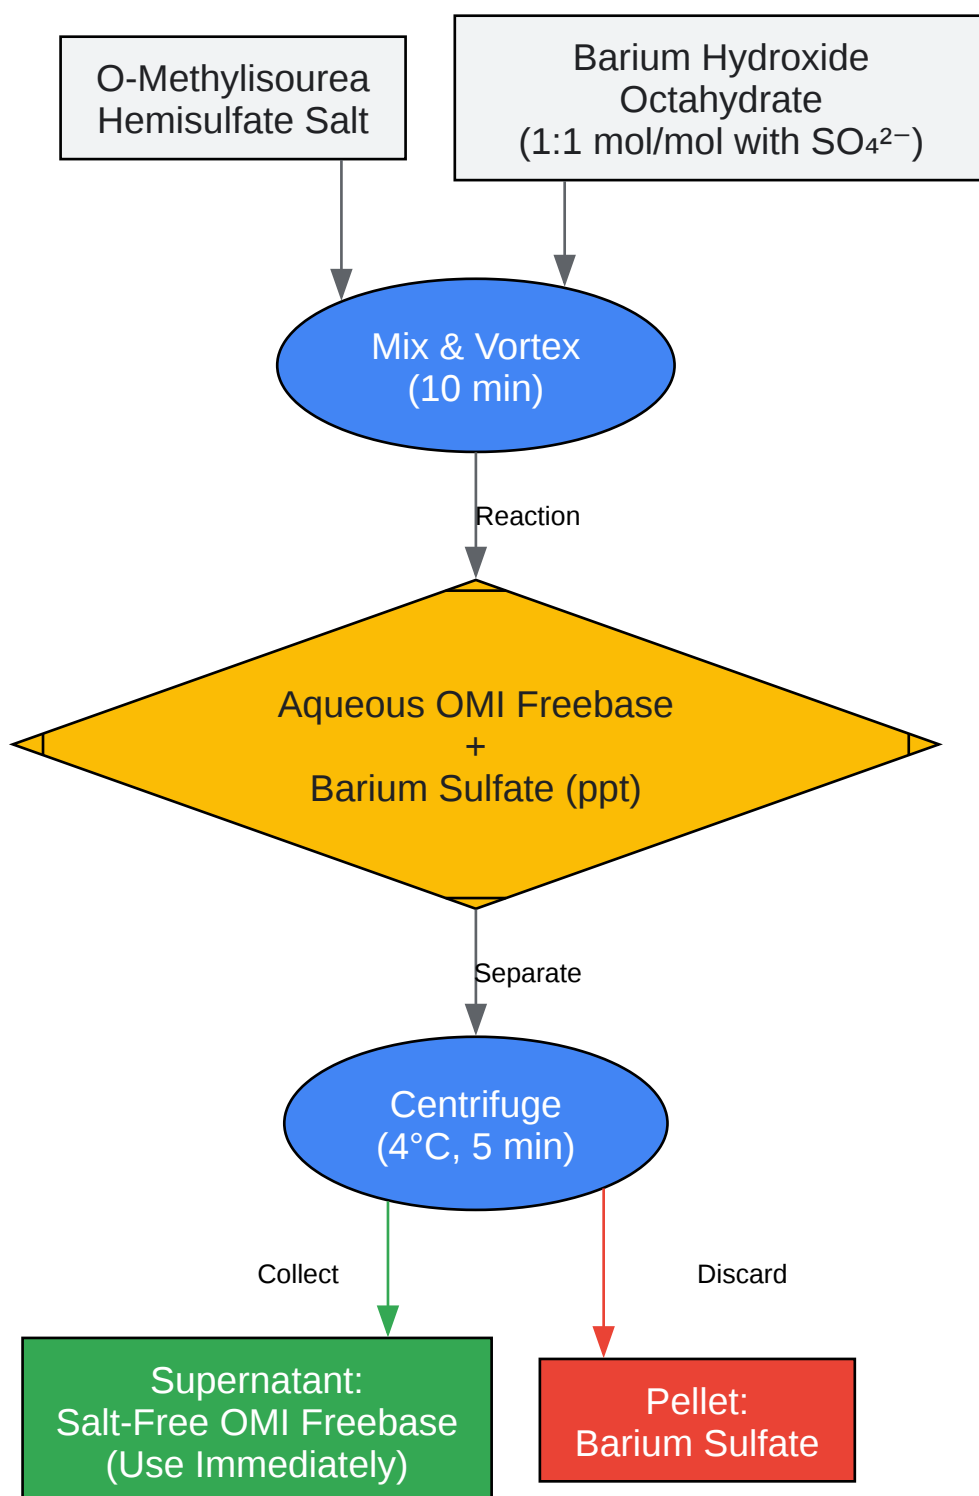 O-Methylisourea
Hemisulfate Salt
Barium Hydroxide
Octahydrate
(1:1 mol/mol with SO₄²⁻)
Mix & Vortex
(10 min)
Reaction
Aqueous OMI Freebase
+
Barium Sulfate (ppt)
Separate
Centrifuge
(4°C, 5 min)
Collect
Discard
Supernatant:
Salt-Free OMI Freebase
(Use Immediately)
Pellet:
Barium Sulfate